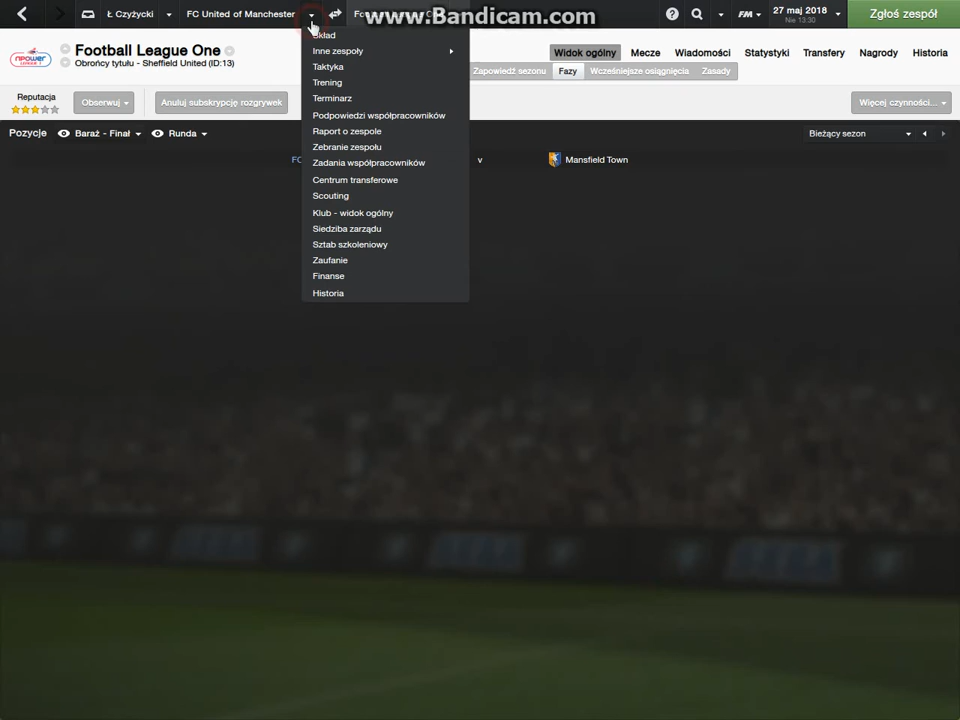 Ł Czyżycki
FC United of Manchester
www.Bandicam.com
FM
27 maj 2018
Nie 13:30
Zgłoś zespół
npower
Football League One
Obrońcy tytułu - Sheffield United (ID:13)
Widok ogólny
Mecze
Wiadomości
Statystyki
Transfery
Nagrody
Historia
Zapowiedź sezonu
Fazy
Wcześniejsze osiągnięcia
Zasady
Reputacja
Obserwuj
Anuluj subskrypcję rozgrywek
Więcej czynności...
Pozycje
Baraż - Finał
Runda
Bieżący sezon
FC
v
Mansfield Town
Skład
Inne zespoły
Taktyka
Trening
Terminarz
Podpowiedzi współpracowników
Raport o zespole
Zebranie zespołu
Zadania współpracowników
Centrum transferowe
Scouting
Klub - widok ogólny
Siedziba zarządu
Sztab szkoleniowy
Zaufanie
Finanse
Historia